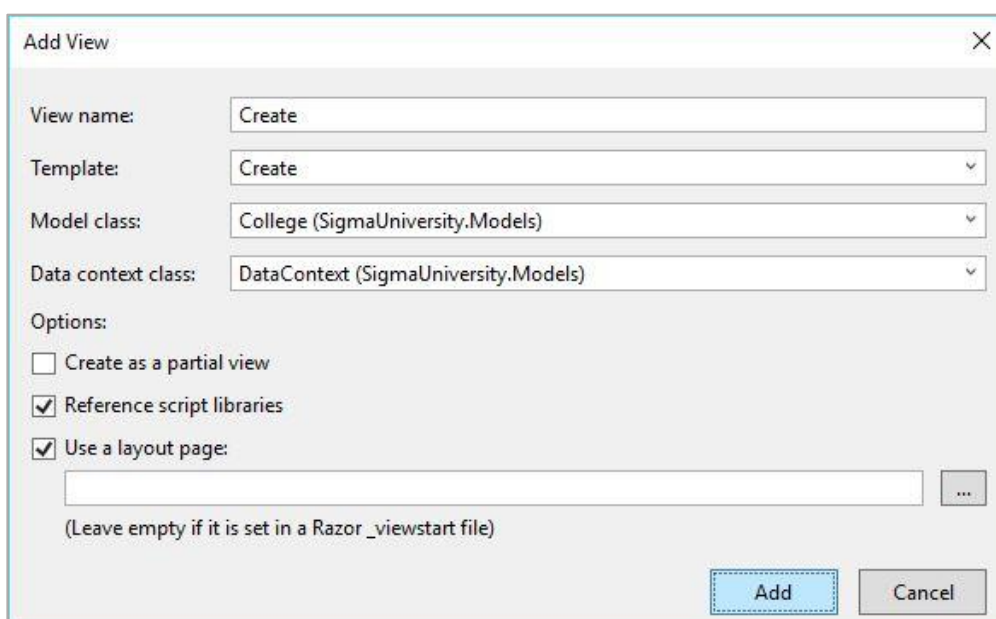 Add View
View name: Create
Template: Create
Model class: College (SigmaUniversity.Models)
Data context class: DataContext (SigmaUniversity.Models)
Options:
Create as a partial view
Reference script libraries
Use a layout page:
...
(Leave empty if it is set in a Razor _viewstart file)
Add Cancel